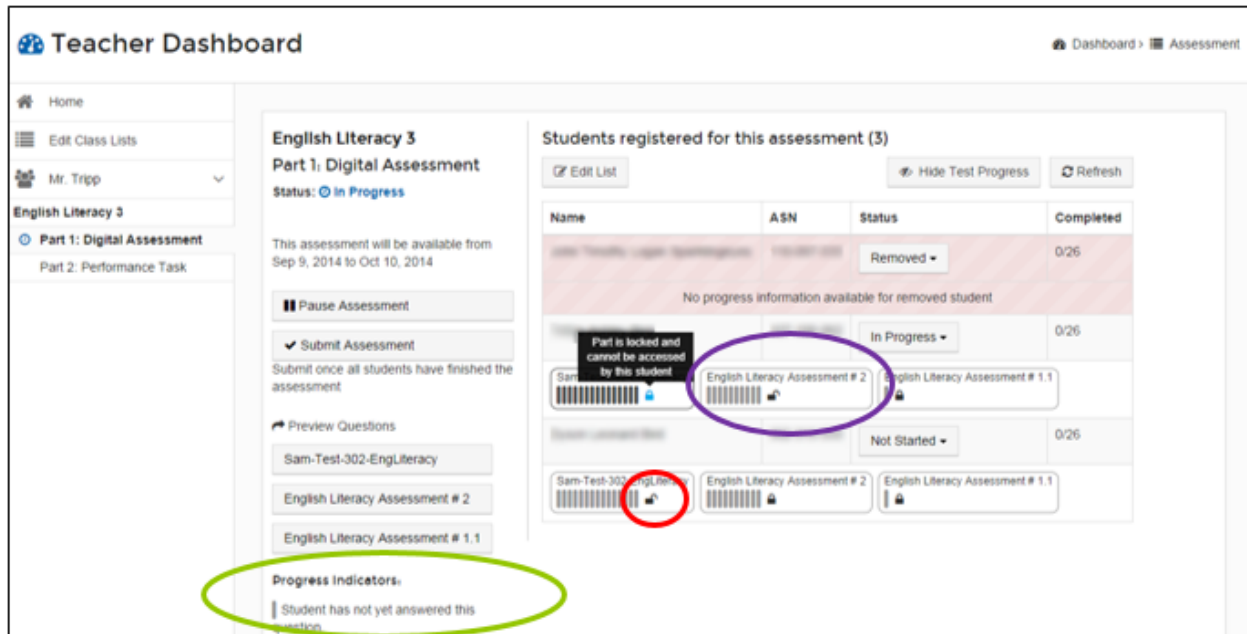 Teacher Dashboard
Dashboard > Assessment
Home
Edit Class Lists
Mr. Tripp
English Literacy 3
Part 1: Digital Assessment
Part 2: Performance Task
English Literacy 3
Part 1: Digital Assessment
Status: In Progress
This assessment will be available from
Sep 9, 2014 to Oct 10, 2014
Pause Assessment
Submit Assessment
Submit once all students have finished the
assessment
Preview Questions
Sam-Test-302-EngLiteracy
English Literacy Assessment # 2
English Literacy Assessment # 1.1
Progress Indicators:
Student has not yet answered this
question
Students registered for this assessment (3)
Edit List
Hide Test Progress
Refresh
Name ASN Status Completed
Removed 0/26
No progress information available for removed student
In Progress 0/26
Part is locked and
cannot be accessed
by this student
Sam English Literacy Assessment # 2 English Literacy Assessment # 1.1
Not Started 0/26
Sam-Test-302-EngLiteracy English Literacy Assessment # 2 English Literacy Assessment # 1.1